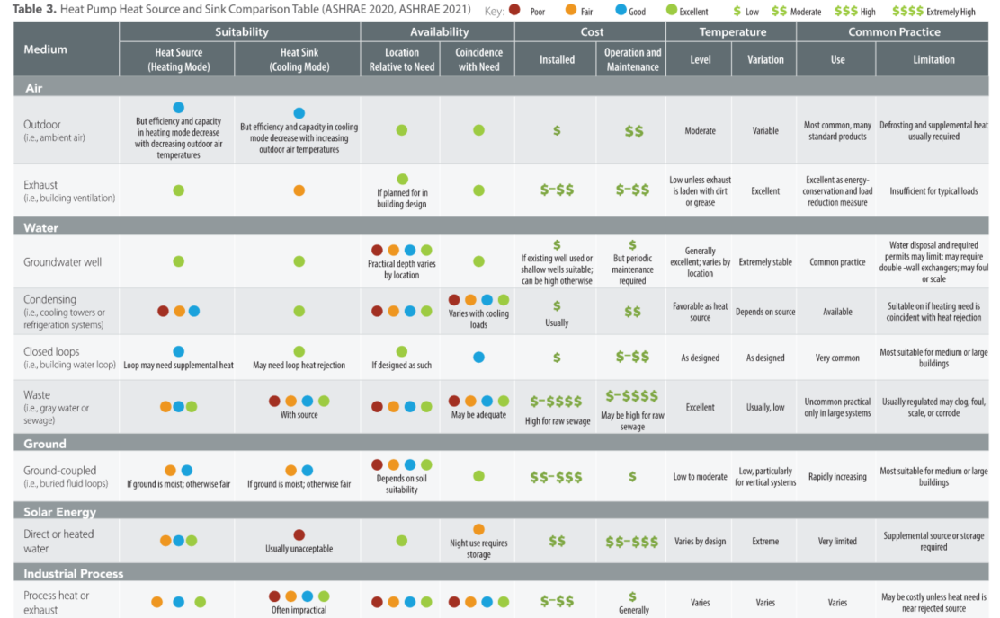 Table 3. Heat Pump Heat Source and Sink Comparison Table (ASHRAE 2020, ASHRAE 2021) Key: Poor Fair Good Excellent $ Low $$ Moderate $$$ High $$$$ Extremely High
Medium
Suitability
Availability
Cost
Temperature
Common Practice
Heat Source
(Heating Mode)
Heat Sink
(Cooling Mode)
Location
Relative to Need
Coincidence
with Need
Installed
Operation and
Maintenance
Level
Variation
Use
Limitation
Air
Outdoor
(i.e., ambient air)
But efficiency and capacity
in heating mode decrease
with decreasing outdoor air
temperatures
But efficiency and capacity in cooling
mode decrease with increasing
outdoor air temperatures
$
$$
Moderate
Variable
Most common, many
standard products
Defrosting and supplemental heat
usually required
Exhaust
(i.e., building ventilation)
If planned for in
building design
$-$$
$-$$
Low unless exhaust
is laden with dirt
or grease
Excellent
Excellent as energy-
conservation and load
reduction measure
Insufficient for typical loads
Water
Groundwater well
Practical depth varies
by location
$
If existing well used or
shallow wells suitable;
can be high otherwise
$
But periodic
maintenance
required
Generally
excellent; varies by
location
Extremely stable
Common practice
Water disposal and required
permits may limit; may require
double -wall exchangers; may foul
or scale
Condensing
(i.e., cooling towers or
refrigeration systems)
Varies with cooling
loads
$
Usually
$$
Favorable as heat
source
Depends on source
Available
Suitable on if heating need is
coincident with heat rejection
Closed loops
(i.e., building water loop)
Loop may need supplemental heat
May need loop heat rejection
If designed as such
$
$-$$
As designed
As designed
Very common
Most suitable for medium or large
buildings
Waste
(i.e., gray water or
sewage)
With source
May be adequate
$-$$$$
High for raw sewage
$-$$$$
May be high for raw
sewage
Excellent
Usually, low
Uncommon practical
only in large systems
Usually regulated may clog, foul,
scale, or corrode
Ground
Ground-coupled
(i.e., buried fluid loops)
If ground is moist; otherwise fair
If ground is moist; otherwise fair
Depends on soil
suitability
$$-$$$
$
Low to moderate
Low, particularly
for vertical systems
Rapidly increasing
Most suitable for medium or large
buildings
Solar Energy
Direct or heated
water
Usually unacceptable
Night use requires
storage
$$
$$-$$$
Varies by design
Extreme
Very limited
Supplemental source or storage
required
Industrial Process
Process heat or
exhaust
Often impractical
$-$$
$
Generally
Varies
Varies
Varies
May be costly unless heat need is
near rejected source